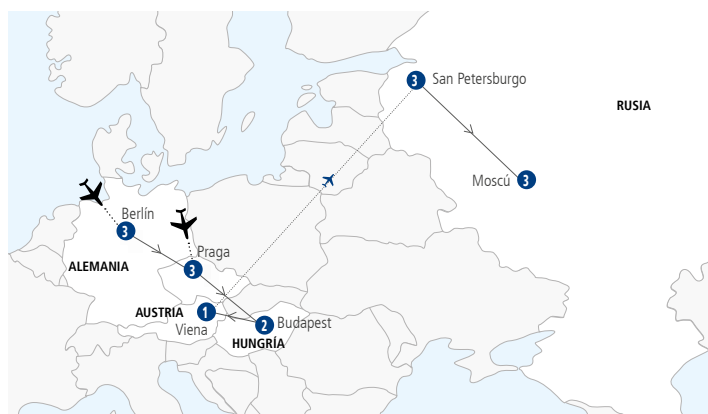 3
San Petersburgo
RUSIA
Moscú
3
Berlín
3
Praga
3
ALEMANIA
AUSTRIA
1
Viena
2
Budapest
HUNGRÍA